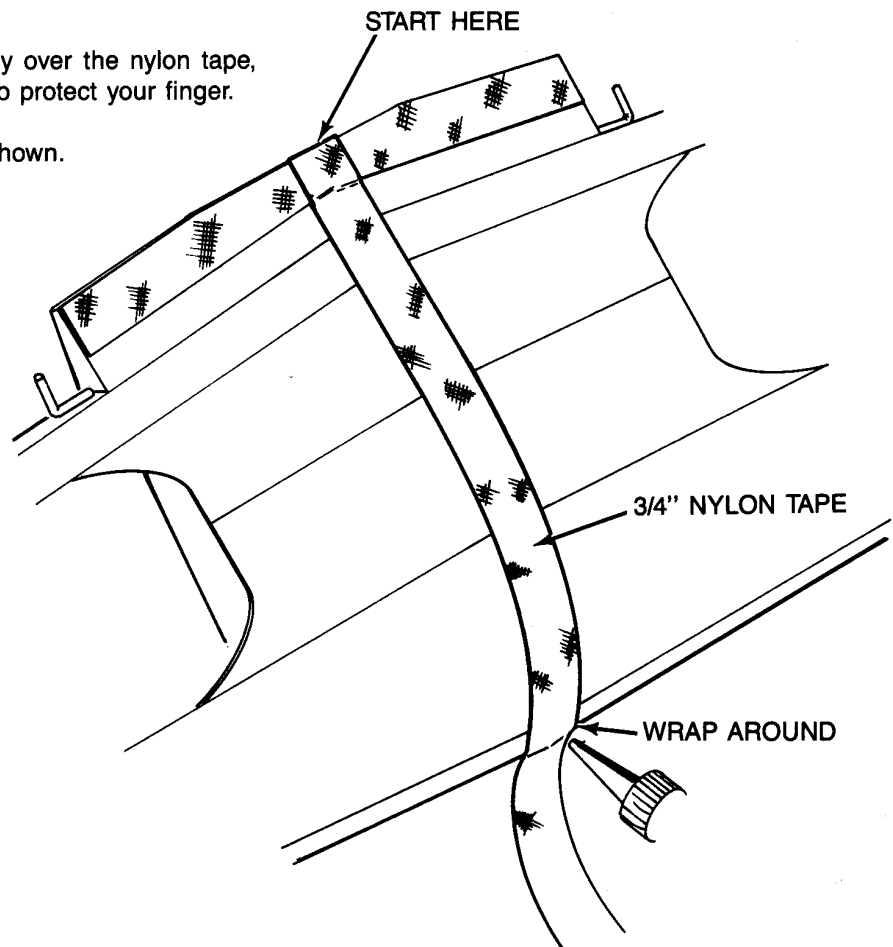 START HERE
y over the nylon tape,
o protect your finger.
hown.
3/4" NYLON TAPE
WRAP AROUND